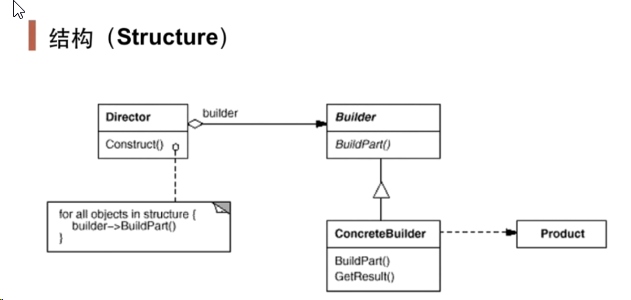 结构（Structure）
Director
builder
Builder
Construct()
BuildPart()
for all objects in structure {
builder->BuildPart()
}
ConcreteBuilder
Product
BuildPart()
GetResult()